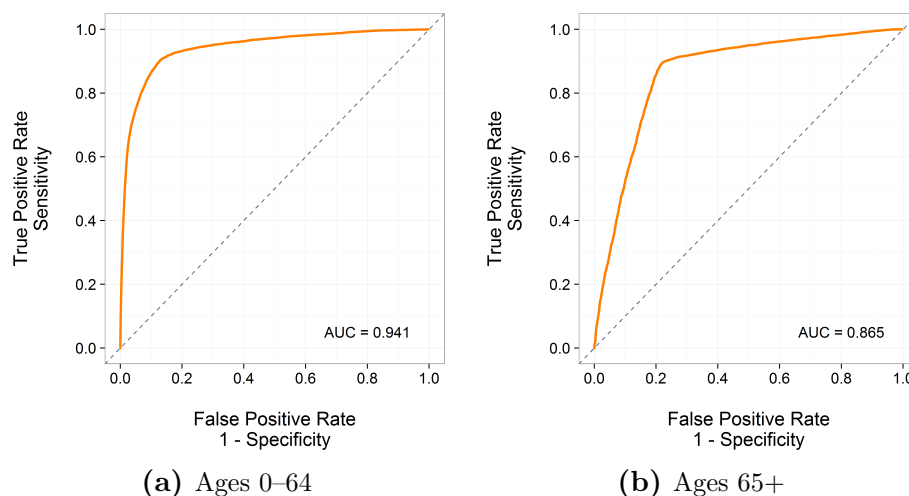 1.0
0.8
0.6
0.4
0.2
0.0
True Positive Rate
Sensitivity
AUC = 0.941
0.0 0.2 0.4 0.6 0.8 1.0
False Positive Rate
1 - Specificity
(a) Ages 0–64
1.0
0.8
0.6
0.4
0.2
0.0
True Positive Rate
Sensitivity
AUC = 0.865
0.0 0.2 0.4 0.6 0.8 1.0
False Positive Rate
1 - Specificity
(b) Ages 65+